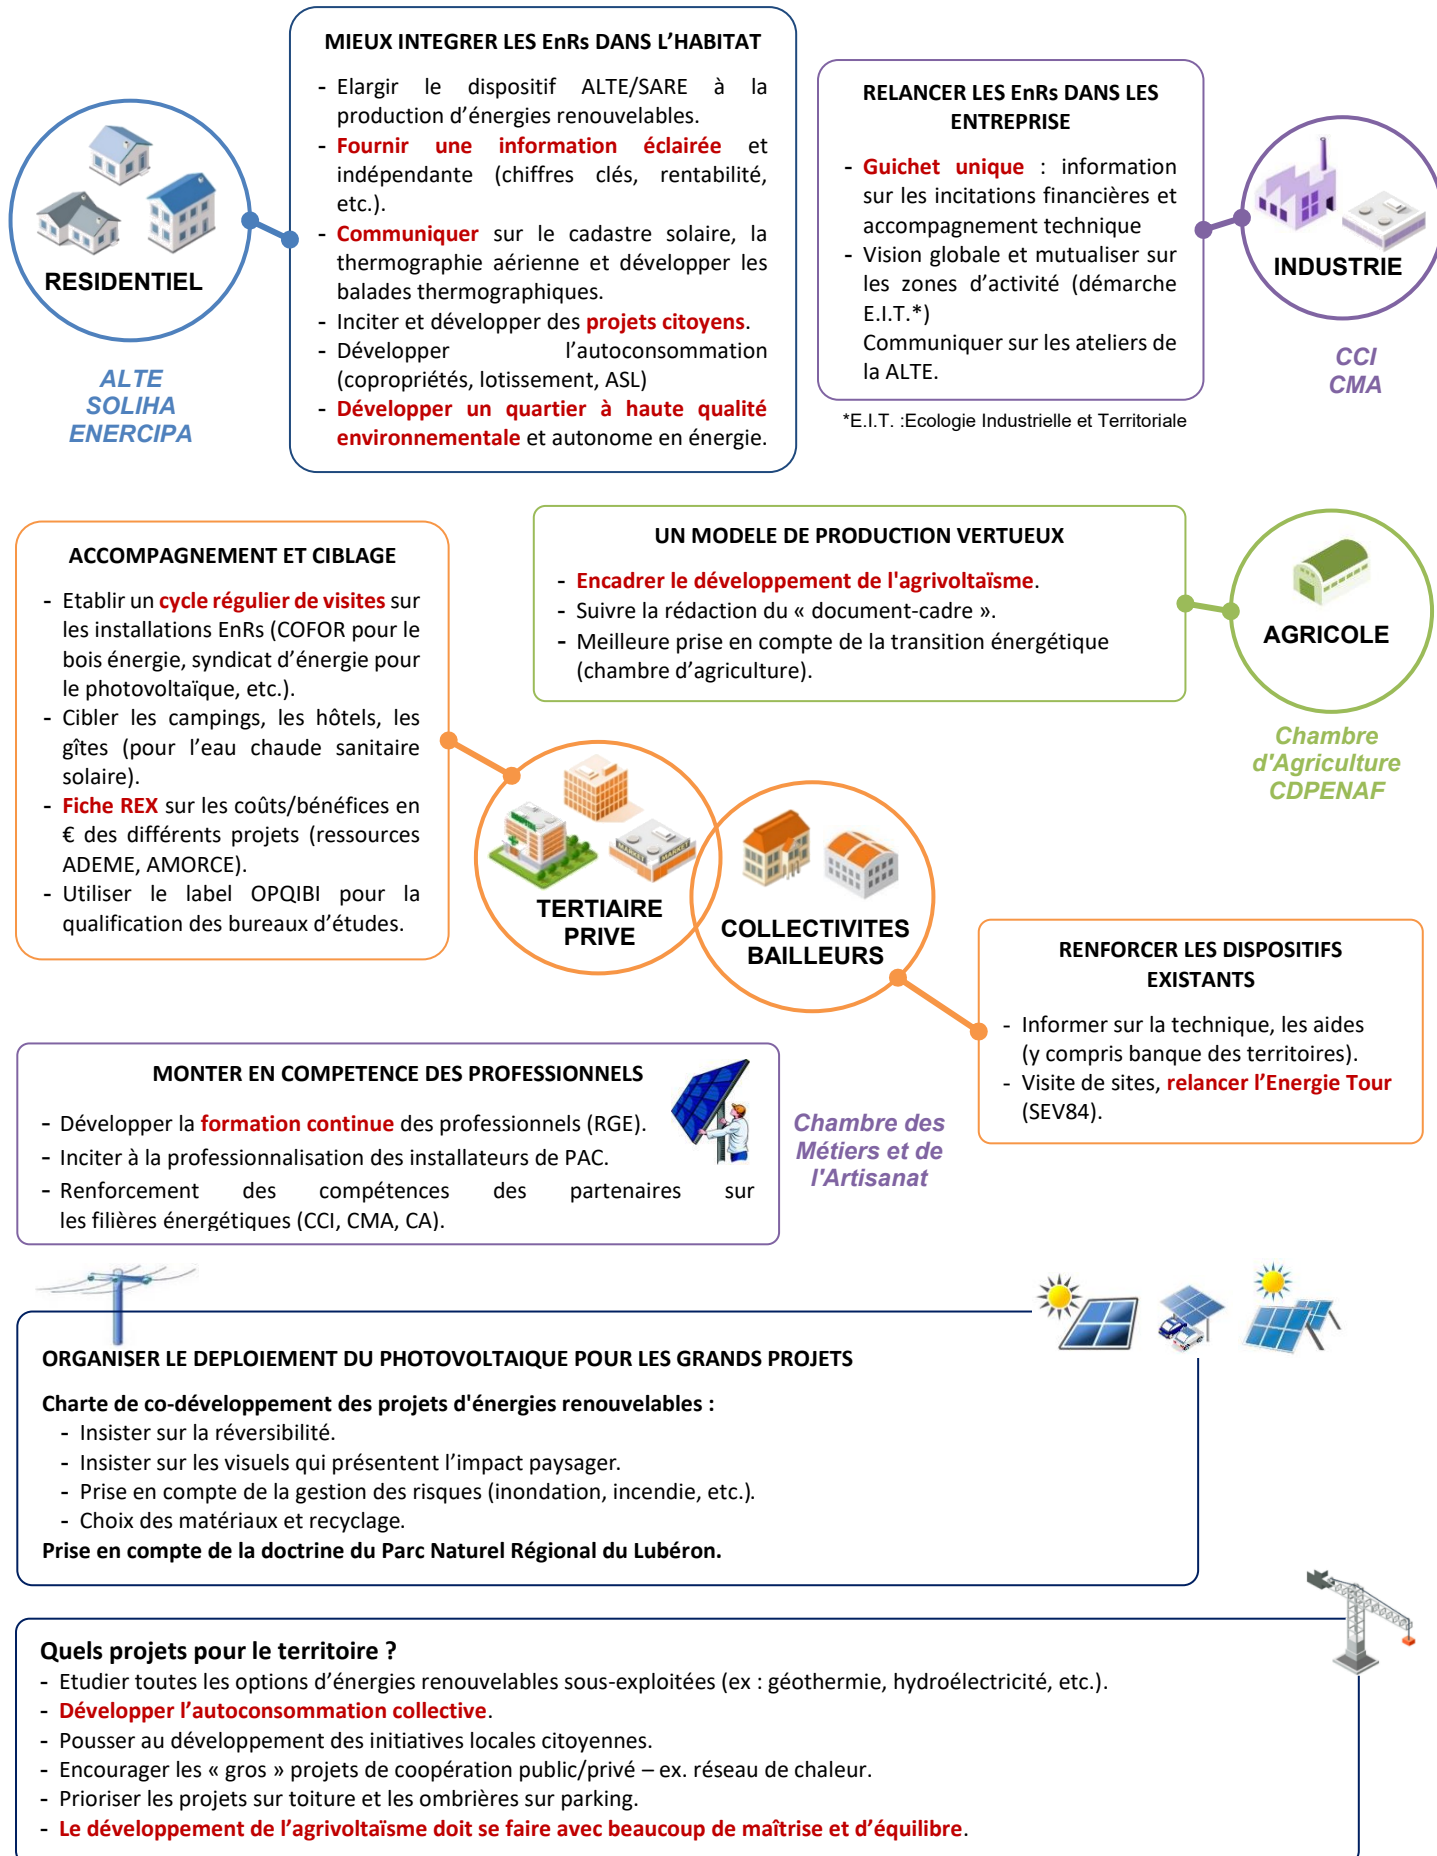 MIEUX INTEGRER LES EnRs DANS L'HABITAT
- Elargir le dispositif ALTE/SARE à la
production d'énergies renouvelables.
- Fournir une information éclairée et
indépendante (chiffres clés, rentabilité,
etc.).
- Communiquer sur le cadastre solaire, la
thermographie aérienne et développer les
balades thermographiques.
- Inciter et développer des projets citoyens.
- Développer l'autoconsommation
(copropriétés, lotissement, ASL)
- Développer un quartier à haute qualité
environnementale et autonome en énergie.
RESIDENTIEL
ALTE
SOLIHA
ENERCIPA
RELANCER LES EnRs DANS LES
ENTREPRISE
- Guichet unique : information
sur les incitations financières et
accompagnement technique
- Vision globale et mutualiser sur
les zones d'activité (démarche
E.I.T.*)
Communiquer sur les ateliers de
la ALTE.
*E.I.T. :Ecologie Industrielle et Territoriale
INDUSTRIE
CCI
CMA
ACCOMPAGNEMENT ET CIBLAGE
- Etablir un cycle régulier de visites sur
les installations EnRs (COFOR pour le
bois énergie, syndicat d'énergie pour
le photovoltaïque, etc.).
- Cibler les campings, les hôtels, les
gîtes (pour l'eau chaude sanitaire
solaire).
- Fiche REX sur les coûts/bénéfices en
€ des différents projets (ressources
ADEME, AMORCE).
- Utiliser le label OPQIBI pour la
qualification des bureaux d'études.
UN MODELE DE PRODUCTION VERTUEUX
- Encadrer le développement de l'agrivoltaïsme.
- Suivre la rédaction du « document-cadre ».
- Meilleure prise en compte de la transition énergétique
(chambre d'agriculture).
AGRICOLE
Chambre
d'Agriculture
CDPENAF
MARKET
MARKET
TERTIAIRE
PRIVE
COLLECTIVITES
BAILLEURS
RENFORCER LES DISPOSITIFS
EXISTANTS
- Informer sur la technique, les aides
(y compris banque des territoires).
- Visite de sites, relancer l'Energie Tour
(SEV84).
MONTER EN COMPETENCE DES PROFESSIONNELS
- Développer la formation continue des professionnels (RGE).
- Inciter à la professionnalisation des installateurs de PAC.
- Renforcement des compétences des partenaires sur
les filières énergétiques (CCI, CMA, CA).
Chambre des
Métiers et de
l'Artisanat
ORGANISER LE DEPLOIEMENT DU PHOTOVOLTAIQUE POUR LES GRANDS PROJETS
Charte de co-développement des projets d'énergies renouvelables :
- Insister sur la réversibilité.
- Insister sur les visuels qui présentent l'impact paysager.
- Prise en compte de la gestion des risques (inondation, incendie, etc.).
- Choix des matériaux et recyclage.
Prise en compte de la doctrine du Parc Naturel Régional du Lubéron.
Quels projets pour le territoire ?
- Etudier toutes les options d'énergies renouvelables sous-exploitées (ex : géothermie, hydroélectricité, etc.).
- Développer l'autoconsommation collective.
- Pousser au développement des initiatives locales citoyennes.
- Encourager les « gros » projets de coopération public/privé – ex. réseau de chaleur.
- Prioriser les projets sur toiture et les ombrières sur parking.
- Le développement de l'agrivoltaïsme doit se faire avec beaucoup de maîtrise et d'équilibre.